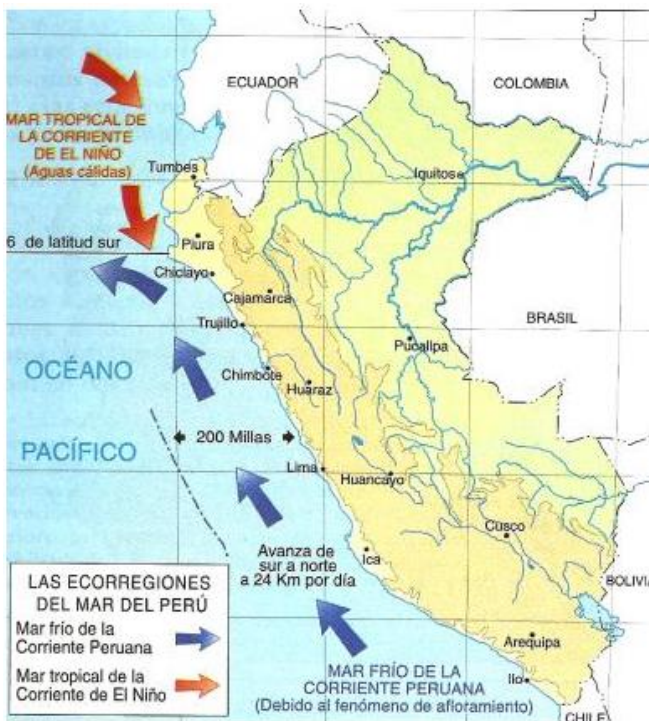 ECUADOR
COLOMBIA
MAR TROPICAL DE
LA CORRIENTE
DE EL NIÑO
(Aguas cálidas)
Tumbes
Iquitos
6 de latitud sur
Piura
Chiclayo
Cajamarca
BRASIL
Trujillo
Pucallpa
OCÉANO
Chimbote
Huaraz
PACÍFICO
200 Millas
Lima
Huancayo
Cusco
Avanza de
sur a norte
a 24 Km por día
Ica
LAS ECORREGIONES
DEL MAR DEL PERÚ
Mar frío de la
Corriente Peruana
Mar tropical de la
Corriente de El Niño
BOLIVIA
Arequipa
MAR FRÍO DE LA
CORRIENTE PERUANA
(Debido al fenómeno de afloramiento)
Ilo
CHILE